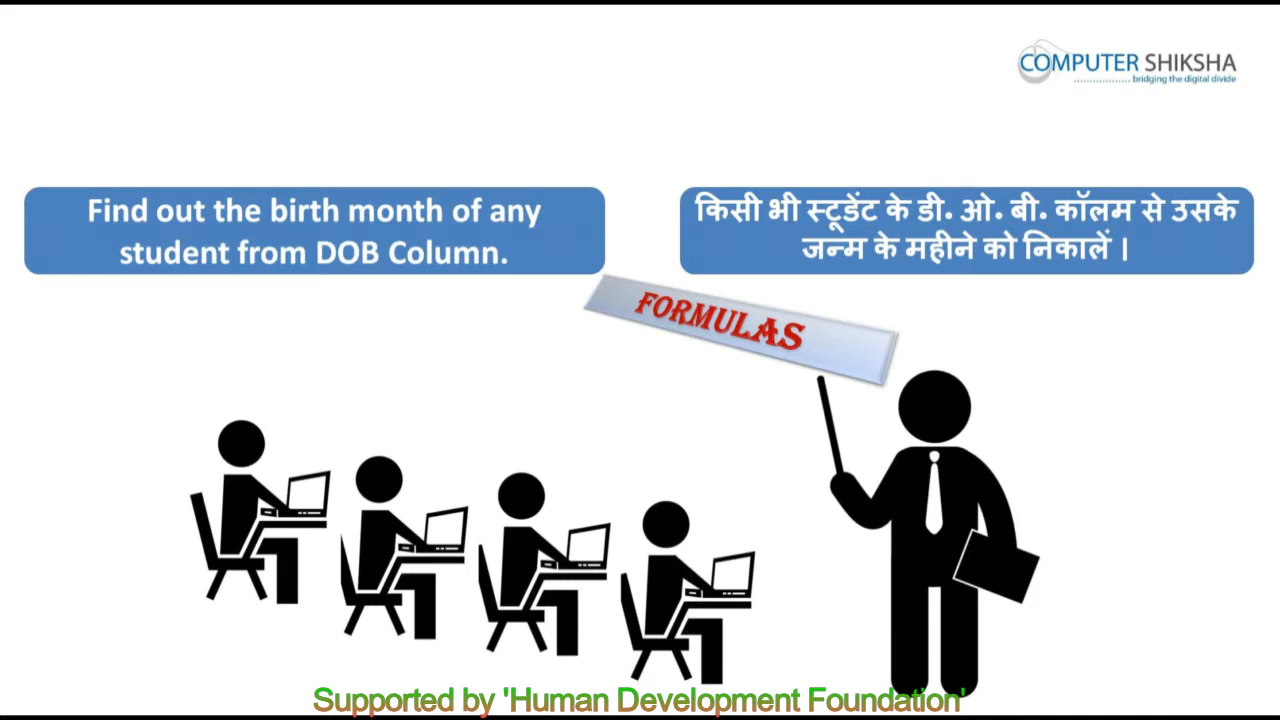 COMPUTER SHIKSHA
bridging the digital divide
Find out the birth month of any
student from DOB Column.
किसी भी स्टूडेंट के डी. ओ. बी. कॉलम से उसके
जन्म के महीने को निकालें |
FORMULAS
Supported by 'Human Development Foundation'